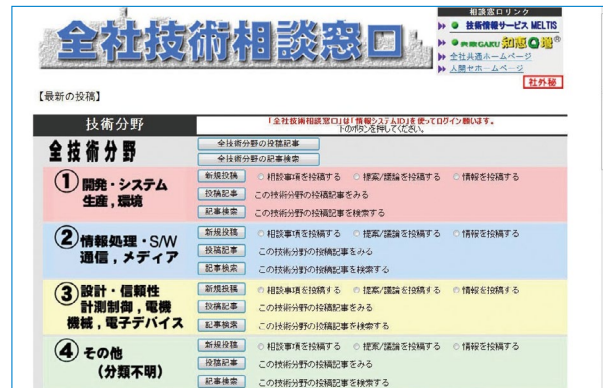 全社技術相談窓口
相談窓口リンク
技術情報サービス MELTIS
GAKU 知恵の環®
全社共通ホームページ
人間せホームページ
社外秘
【最新の投稿】
技術分野
「全社技術相談窓口」は「情報システムID」を使ってログイン願います。
下のボタンを押してください。
全技術分野
全技術分野の投稿記事
全技術分野の記事検索
①開発・システム
生産，環境
新規投稿 相談事項を投稿する 提案/議論を投稿する 情報を投稿する
投稿記事 この技術分野の投稿記事をみる
記事検索 この技術分野の投稿記事を検索する
②情報処理・S/W
通信，メディア
新規投稿 相談事項を投稿する 提案/議論を投稿する 情報を投稿する
投稿記事 この技術分野の投稿記事をみる
記事検索 この技術分野の投稿記事を検索する
③設計・信頼性
計測制御，電機
機械，電子デバイス
新規投稿 相談事項を投稿する 提案/議論を投稿する 情報を投稿する
投稿記事 この技術分野の投稿記事をみる
記事検索 この技術分野の投稿記事を検索する
④その他
（分類不明）
新規投稿 相談事項を投稿する 提案/議論を投稿する 情報を投稿する
投稿記事 この技術分野の投稿記事をみる
記事検索 この技術分野の投稿記事を検索する